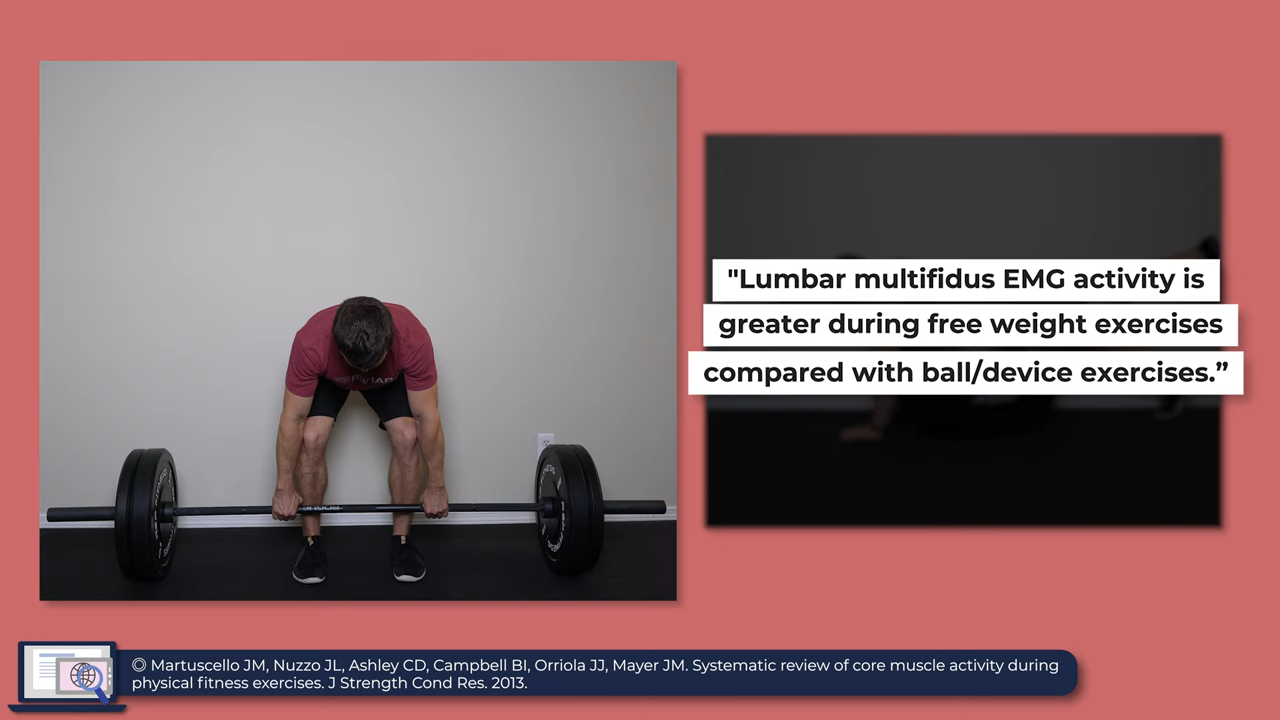 "Lumbar multifidus EMG activity is
greater during free weight exercises
compared with ball/device exercises.”
◎ Martuscello JM, Nuzzo JL, Ashley CD, Campbell BI, Orriola JJ, Mayer JM. Systematic review of core muscle activity during
physical fitness exercises. J Strength Cond Res. 2013.